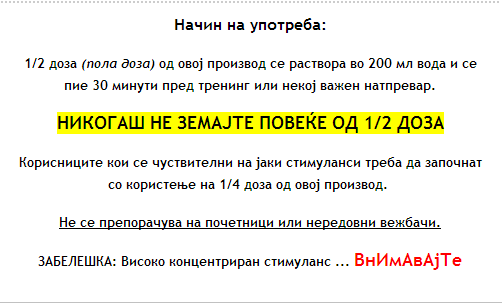 Начин на употреба:
1/2 доза (пола доза) од овој производ се раствора во 200 мл вода и се
пие 30 минути пред тренинг или некој важен натпревар.
НИКОГАШ НЕ ЗЕМАЈТЕ ПОВЕЌЕ ОД 1/2 ДОЗА
Корисниците кои се чуствителни на јаки стимуланси треба да започнат
со користење на 1/4 доза од овој производ.
Не се препорачува на почетници или нередовни вежбачи.
ЗАБЕЛЕШКА: Високо концентриран стимуланс ... ВнИмАвАјТе